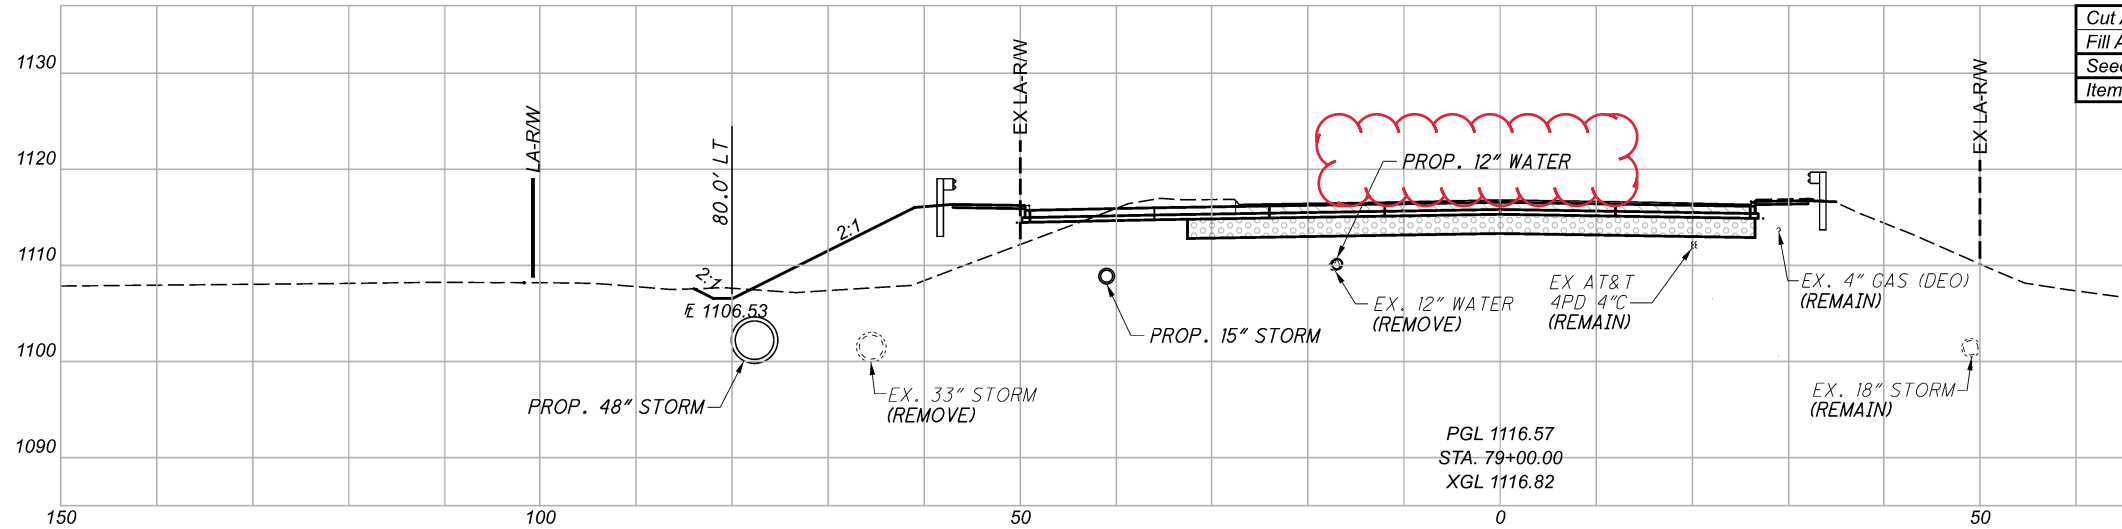 1130
1120
1110
1100
1090
150
100
50
0
50
LA-R/W
80.0' LT
EX LA-R/W
EX LA-R/W
2:1
2:1
1106.53
PROP. 12" WATER
PROP. 48" STORM
EX. 33" STORM
(REMOVE)
PROP. 15" STORM
EX. 12" WATER
(REMOVE)
EX AT&T
4PD 4"C
(REMAIN)
EX. 4" GAS (DEO)
(REMAIN)
EX. 18" STORM
(REMAIN)
PGL 1116.57
STA. 79+00.00
XGL 1116.82
Cut
Fill
Item